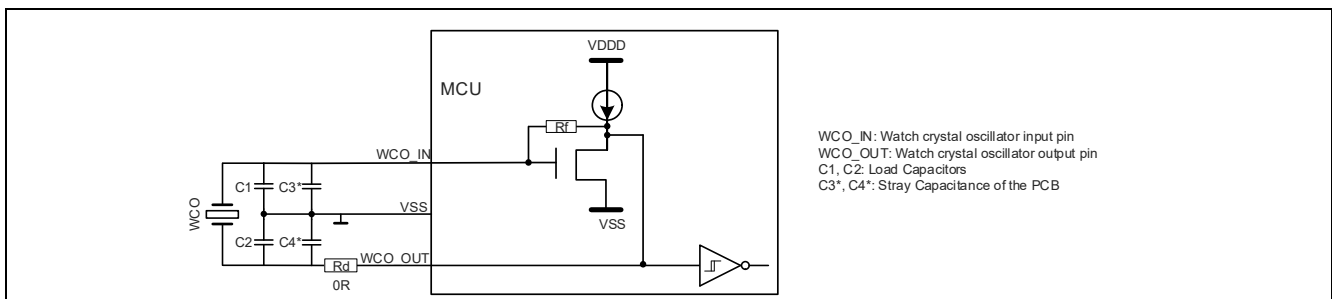 VDDD
MCU
Rf
WCO_IN
C1
C3*
VSS
WCO
VSS
C2
C4*
WCO_OUT
Rd
0R
WCO_IN: Watch crystal oscillator input pin
WCO_OUT: Watch crystal oscillator output pin
C1, C2: Load Capacitors
C3*, C4*: Stray Capacitance of the PCB